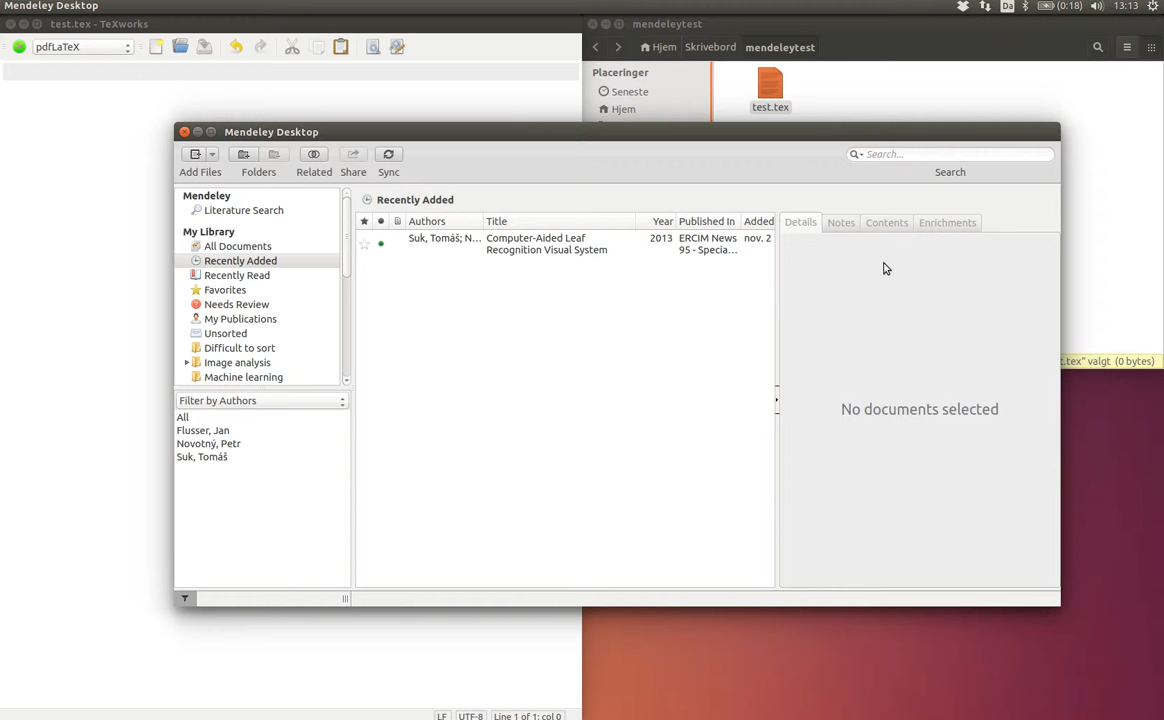 Mendeley Desktop
Da
(0:18)
13:13
test.tex - TeXworks
pdfLaTeX
mendeleytest
Hjem
Skrivebord
mendeleytest
Placeringer
Seneste
Hjem
test.tex
Mendeley Desktop
Add Files
Folders
Related
Share
Sync
Search...
Search
Mendeley
Literature Search
My Library
All Documents
Recently Added
Recently Read
Favorites
Needs Review
My Publications
Unsorted
Difficult to sort
Image analysis
Machine learning
Filter by Authors
All
Flusser, Jan
Novotný, Petr
Suk, Tomáš
Recently Added
Authors Title Year Published In Added
Suk, Tomáš; N... Computer-Aided Leaf 2013 ERCIM News nov. 2
Recognition Visual System 95 - Specia...
Details Notes Contents Enrichments
No documents selected
t.tex" valgt (0 bytes)
LF UTF-8 Line 1 of 1; col 0